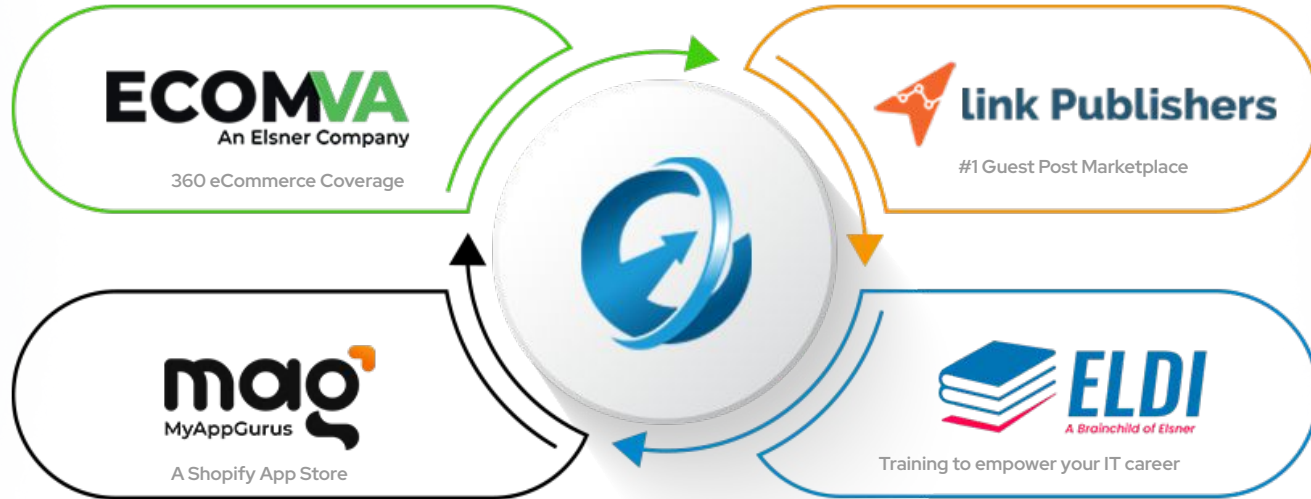 ECOMVA
An Elsner Company
360 eCommerce Coverage
link Publishers
#1 Guest Post Marketplace
mag
MyAppGurus
A Shopify App Store
ELDI
A Brainchild of Elsner
Training to empower your IT career